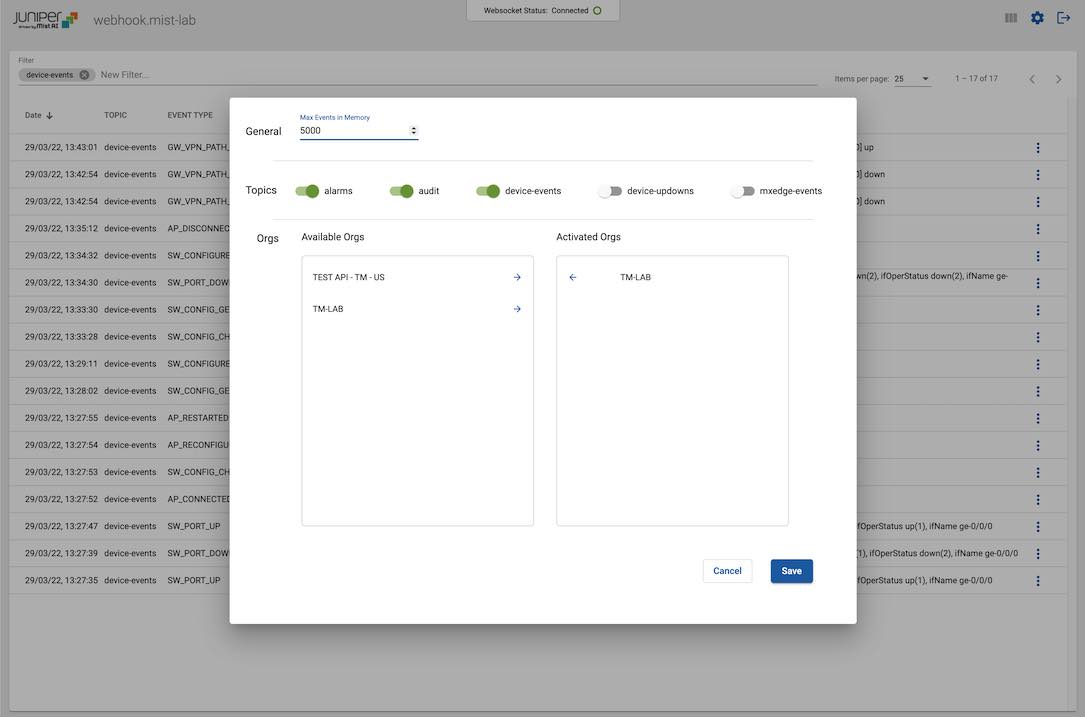 JUNIPER
driven by Mist AI
webhook.mist-lab
Websocket Status: Connected
Filter
device-events
New Filter...
Items per page: 25
1 – 17 of 17
Date TOPIC EVENT TYPE
29/03/22, 13:43:01 device-events GW_VPN_PATH_ 0] up
29/03/22, 13:42:54 device-events GW_VPN_PATH_ 0] down
29/03/22, 13:42:54 device-events GW_VPN_PATH_ 0] down
29/03/22, 13:35:12 device-events AP_DISCONNEC
29/03/22, 13:34:32 device-events SW_CONFIGURE
29/03/22, 13:34:30 device-events SW_PORT_DOW wn(2), ifOperStatus down(2), ifName ge-
29/03/22, 13:33:30 device-events SW_CONFIG_GE
29/03/22, 13:33:28 device-events SW_CONFIG_CH
29/03/22, 13:29:11 device-events SW_CONFIGURE
29/03/22, 13:28:02 device-events SW_CONFIG_GE
29/03/22, 13:27:55 device-events AP_RESTARTED
29/03/22, 13:27:54 device-events AP_RECONFIGU
29/03/22, 13:27:53 device-events SW_CONFIG_CH
29/03/22, 13:27:52 device-events AP_CONNECTED
29/03/22, 13:27:47 device-events SW_PORT_UP fOperStatus up(1), ifName ge-0/0/0
29/03/22, 13:27:39 device-events SW_PORT_DOW (1), ifOperStatus down(2), ifName ge-0/0/0
29/03/22, 13:27:35 device-events SW_PORT_UP fOperStatus up(1), ifName ge-0/0/0
General
Max Events in Memory
5000
Topics alarms audit device-events device-updowns mxedge-events
Orgs
Available Orgs
TEST API - TM - US
TM-LAB
Activated Orgs
TM-LAB
Cancel
Save